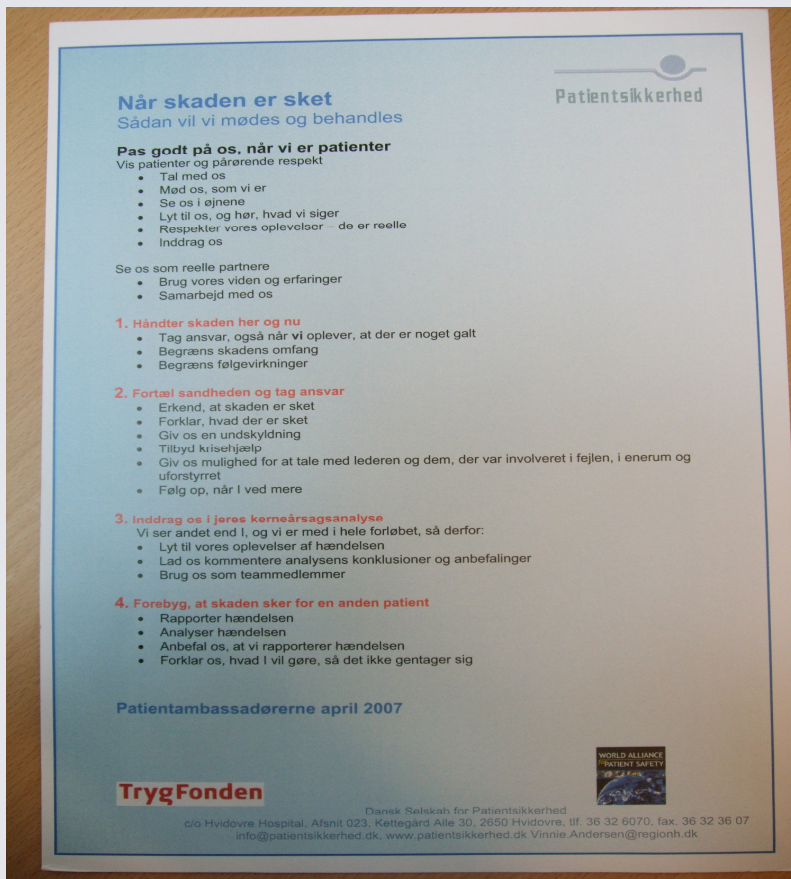 Patientsikkerhed
Når skaden er sket
Sådan vil vi mødes og behandles
Pas godt på os, når vi er patienter
Vis patienter og pårørende respekt
• Tal med os
• Mød os, som vi er
• Se os i øjnene
• Lyt til os, og hør, hvad vi siger
• Respekter vores oplevelser – de er reelle
• Inddrag os
Se os som reelle partnere
• Brug vores viden og erfaringer
• Samarbejd med os
1. Håndter skaden her og nu
• Tag ansvar, også når vi oplever, at der er noget galt
• Begræns skadens omfang
• Begræns følgevirkninger
2. Fortæl sandheden og tag ansvar
• Erkend, at skaden er sket
• Forklar, hvad der er sket
• Giv os en undskyldning
• Tilbyd krisehjælp
• Giv os mulighed for at tale med lederen og dem, der var involveret i fejlen, i enerum og
uforstyrret
• Følg op, når I ved mere
3. Inddrag os i jeres kerneårsagsanalyse
Vi ser andet end I, og vi er med i hele forløbet, så derfor:
• Lyt til vores oplevelser af hændelsen
• Lad os kommentere analysens konklusioner og anbefalinger
• Brug os som teammedlemmer
4. Forebyg, at skaden sker for en anden patient
• Rapporter hændelsen
• Analyser hændelsen
• Anbefal os, at vi rapporterer hændelsen
• Forklar os, hvad I vil gøre, så det ikke gentager sig
Patientambassadørerne april 2007
WORLD ALLIANCE
for PATIENT SAFETY
TrygFonden
Dansk Selskab for Patientsikkerhed
c/o Hvidovre Hospital, Afsnit 023, Kettegård Alle 30, 2650 Hvidovre, tlf. 36 32 6070, fax. 36 32 36 07
info@patientsikkerhed.dk, www.patientsikkerhed.dk Vinnie.Andersen@regionh.dk